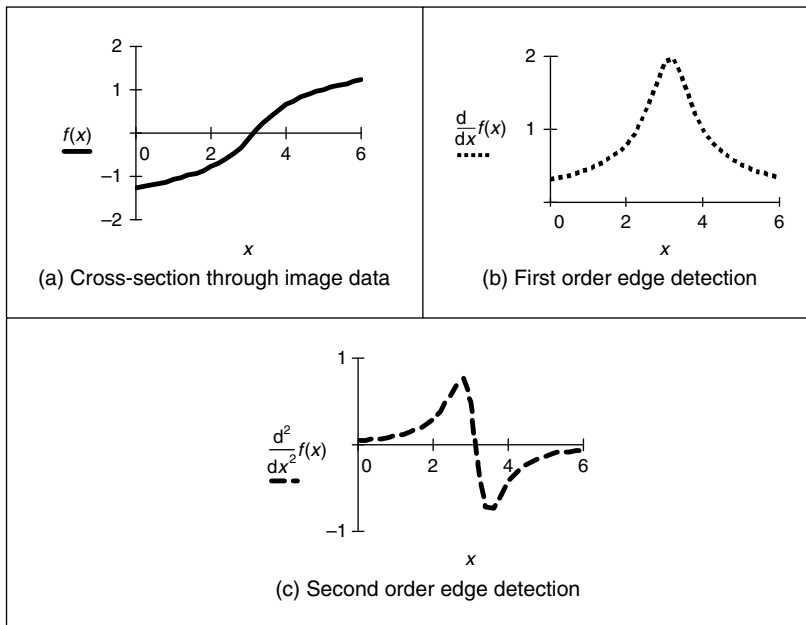 2
1
f(x)
0
2
4
6
–1
–2
x
(a) Cross-section through image data
2
d/dx f(x)
1
0
2
4
6
x
(b) First order edge detection
1
d²/dx² f(x)
0
2
4
6
–1
x
(c) Second order edge detection